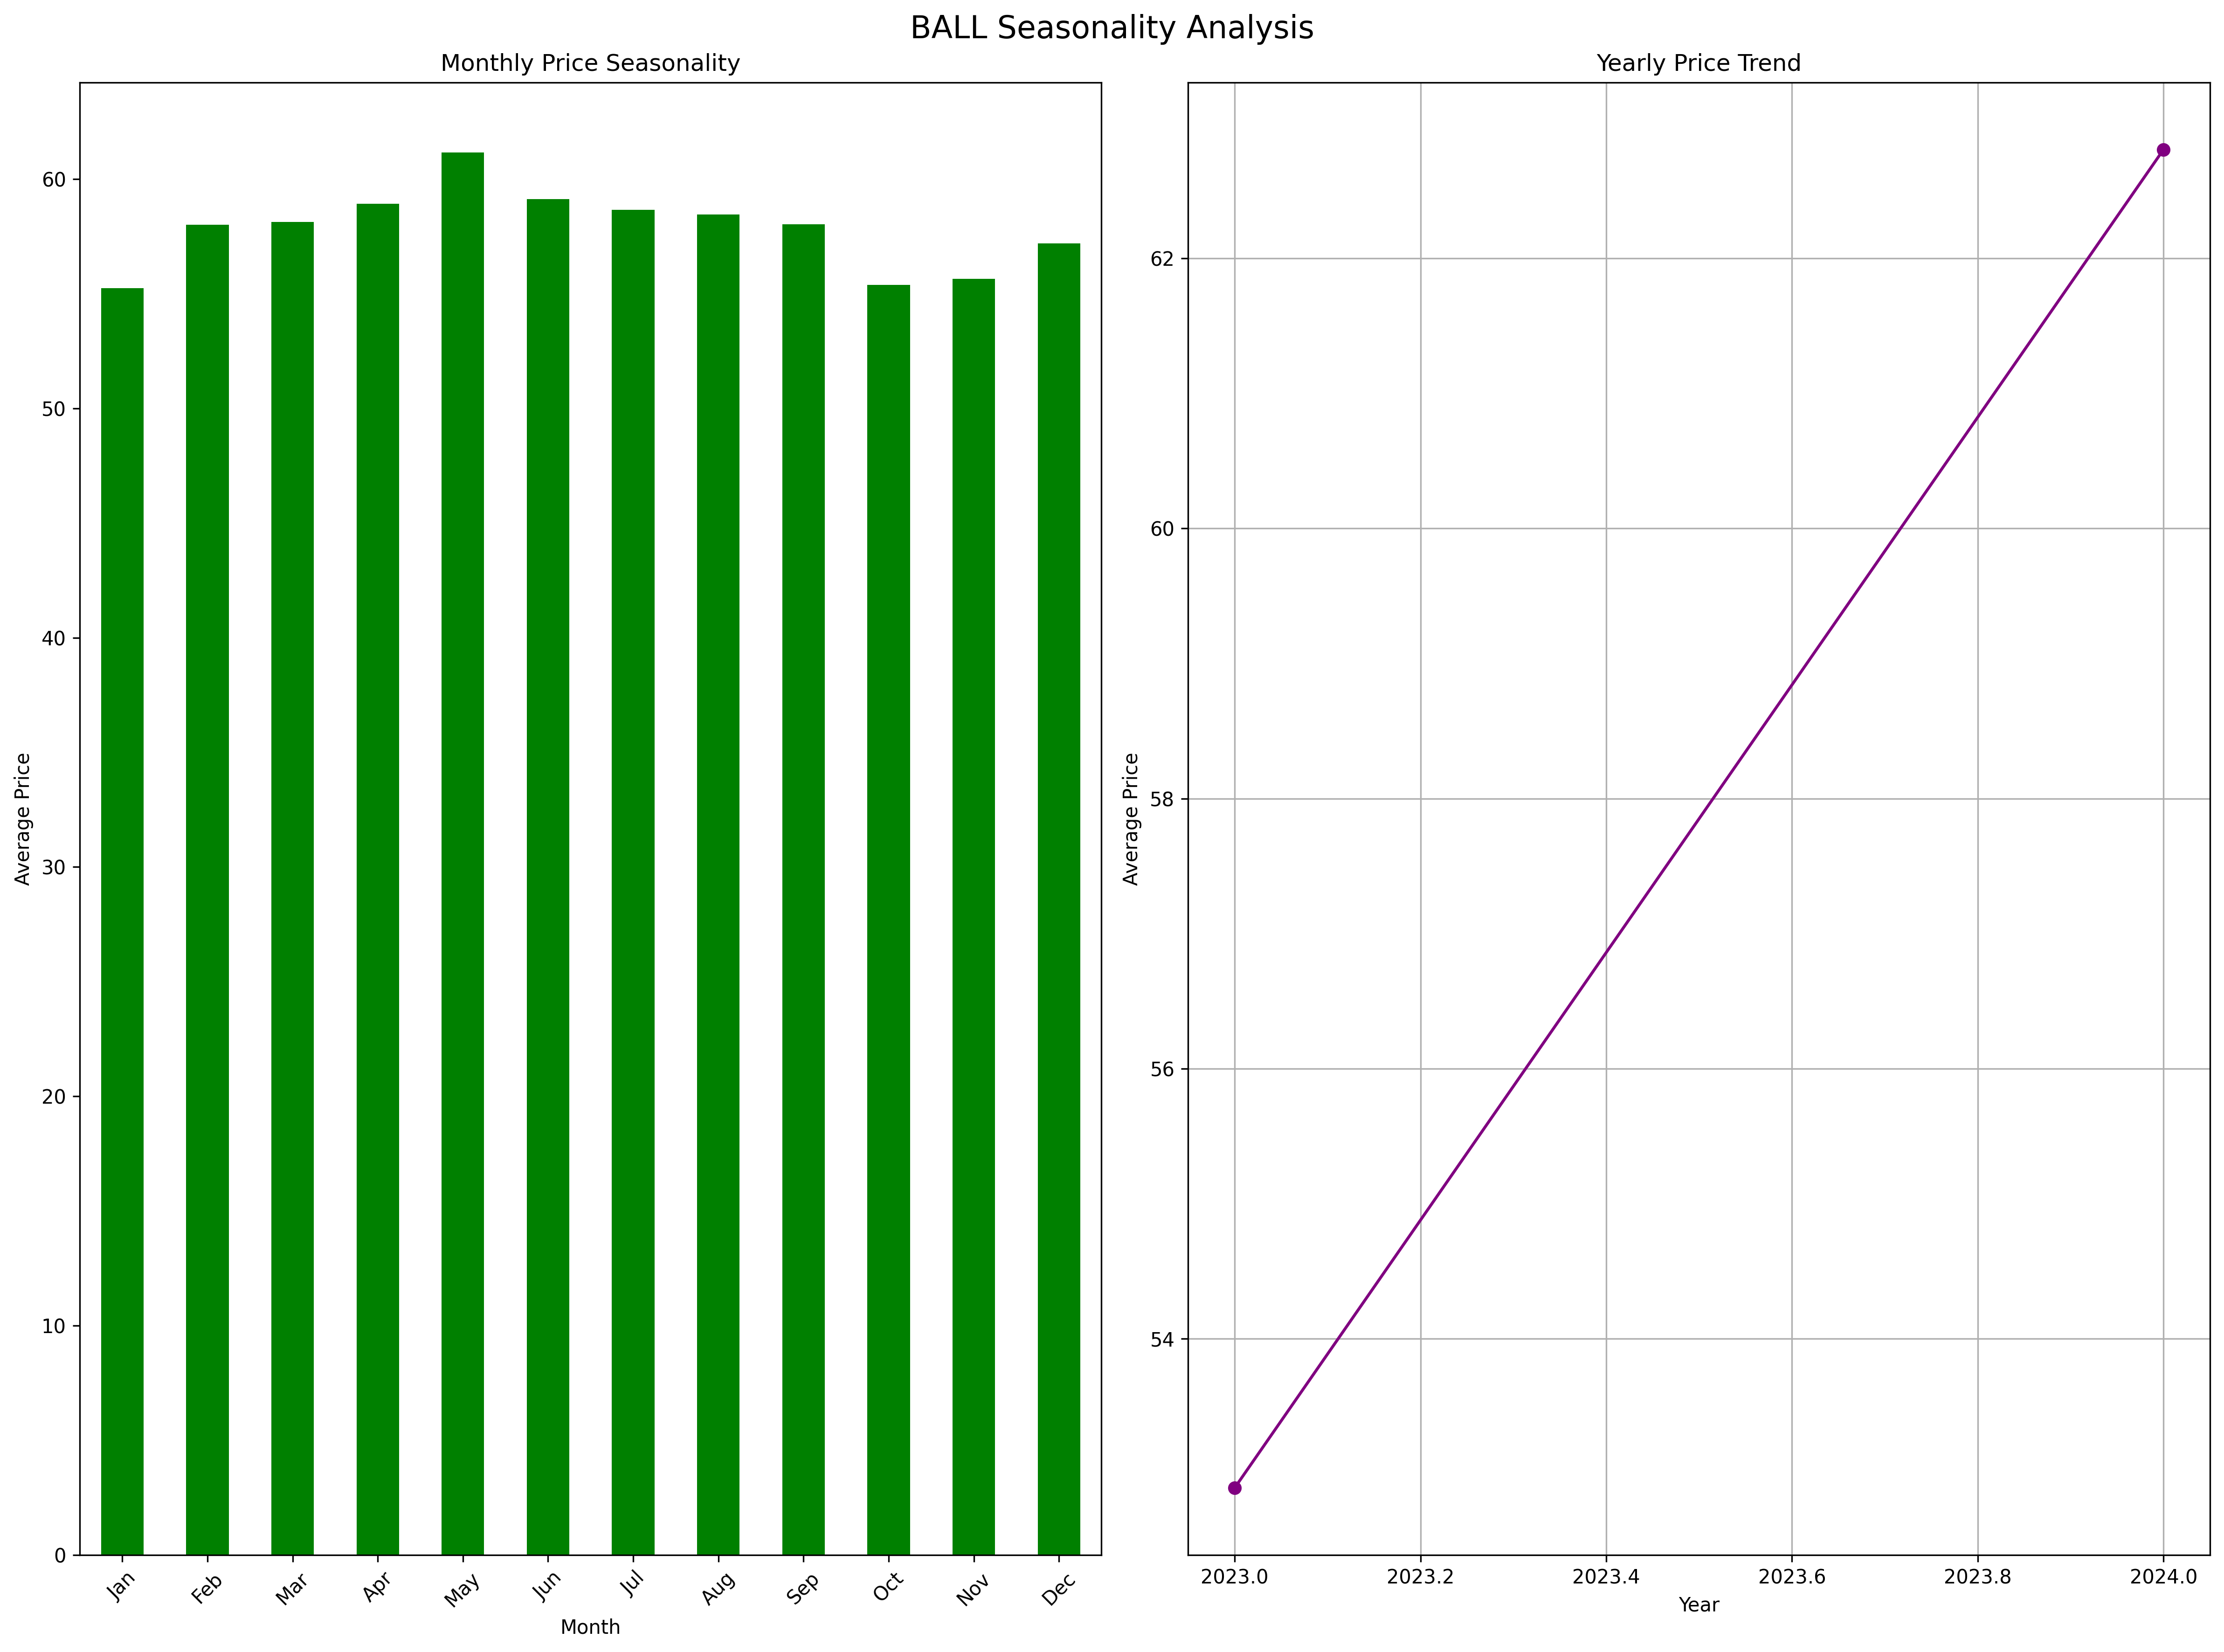 BALL Seasonality Analysis
Monthly Price Seasonality
Average Price
60
50
40
30
20
10
0
Jan Feb Mar Apr May Jun Jul Aug Sep Oct Nov Dec
Month
Yearly Price Trend
Average Price
62
60
58
56
54
2023.0 2023.2 2023.4 2023.6 2023.8 2024.0
Year